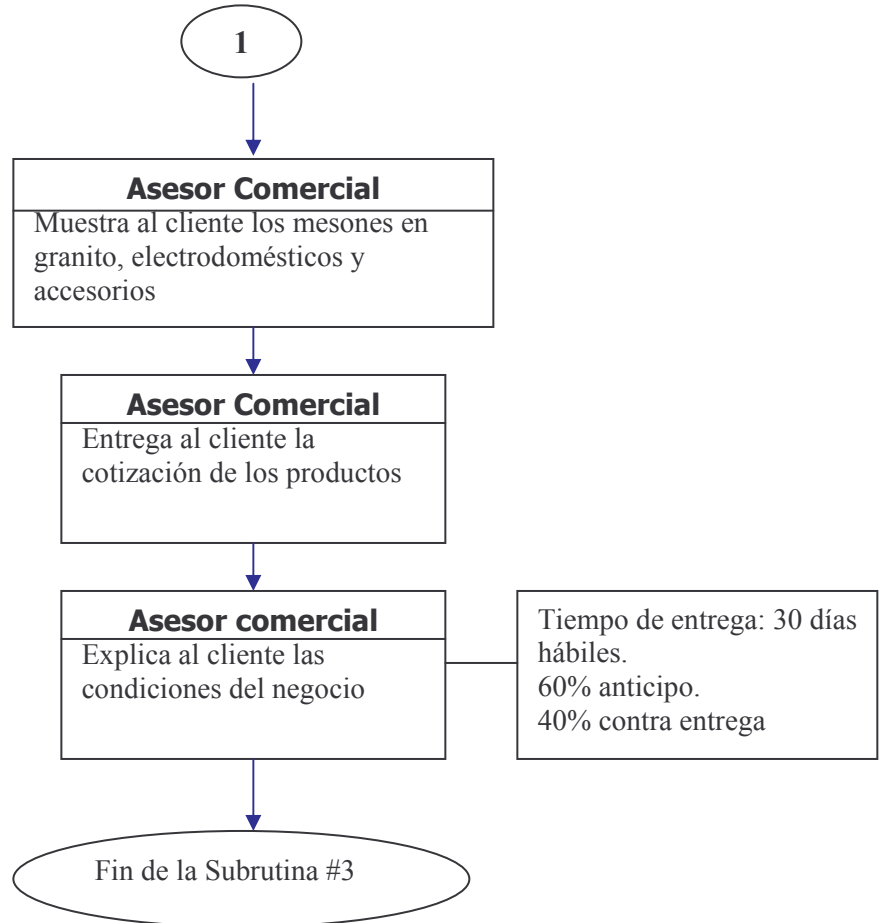 1
Asesor Comercial
Muestra al cliente los mesones en
granito, electrodomésticos y
accesorios
Asesor Comercial
Entrega al cliente la
cotización de los productos
Asesor comercial
Explica al cliente las
condiciones del negocio
Tiempo de entrega: 30 días
hábiles.
60% anticipo.
40% contra entrega
Fin de la Subrutina #3